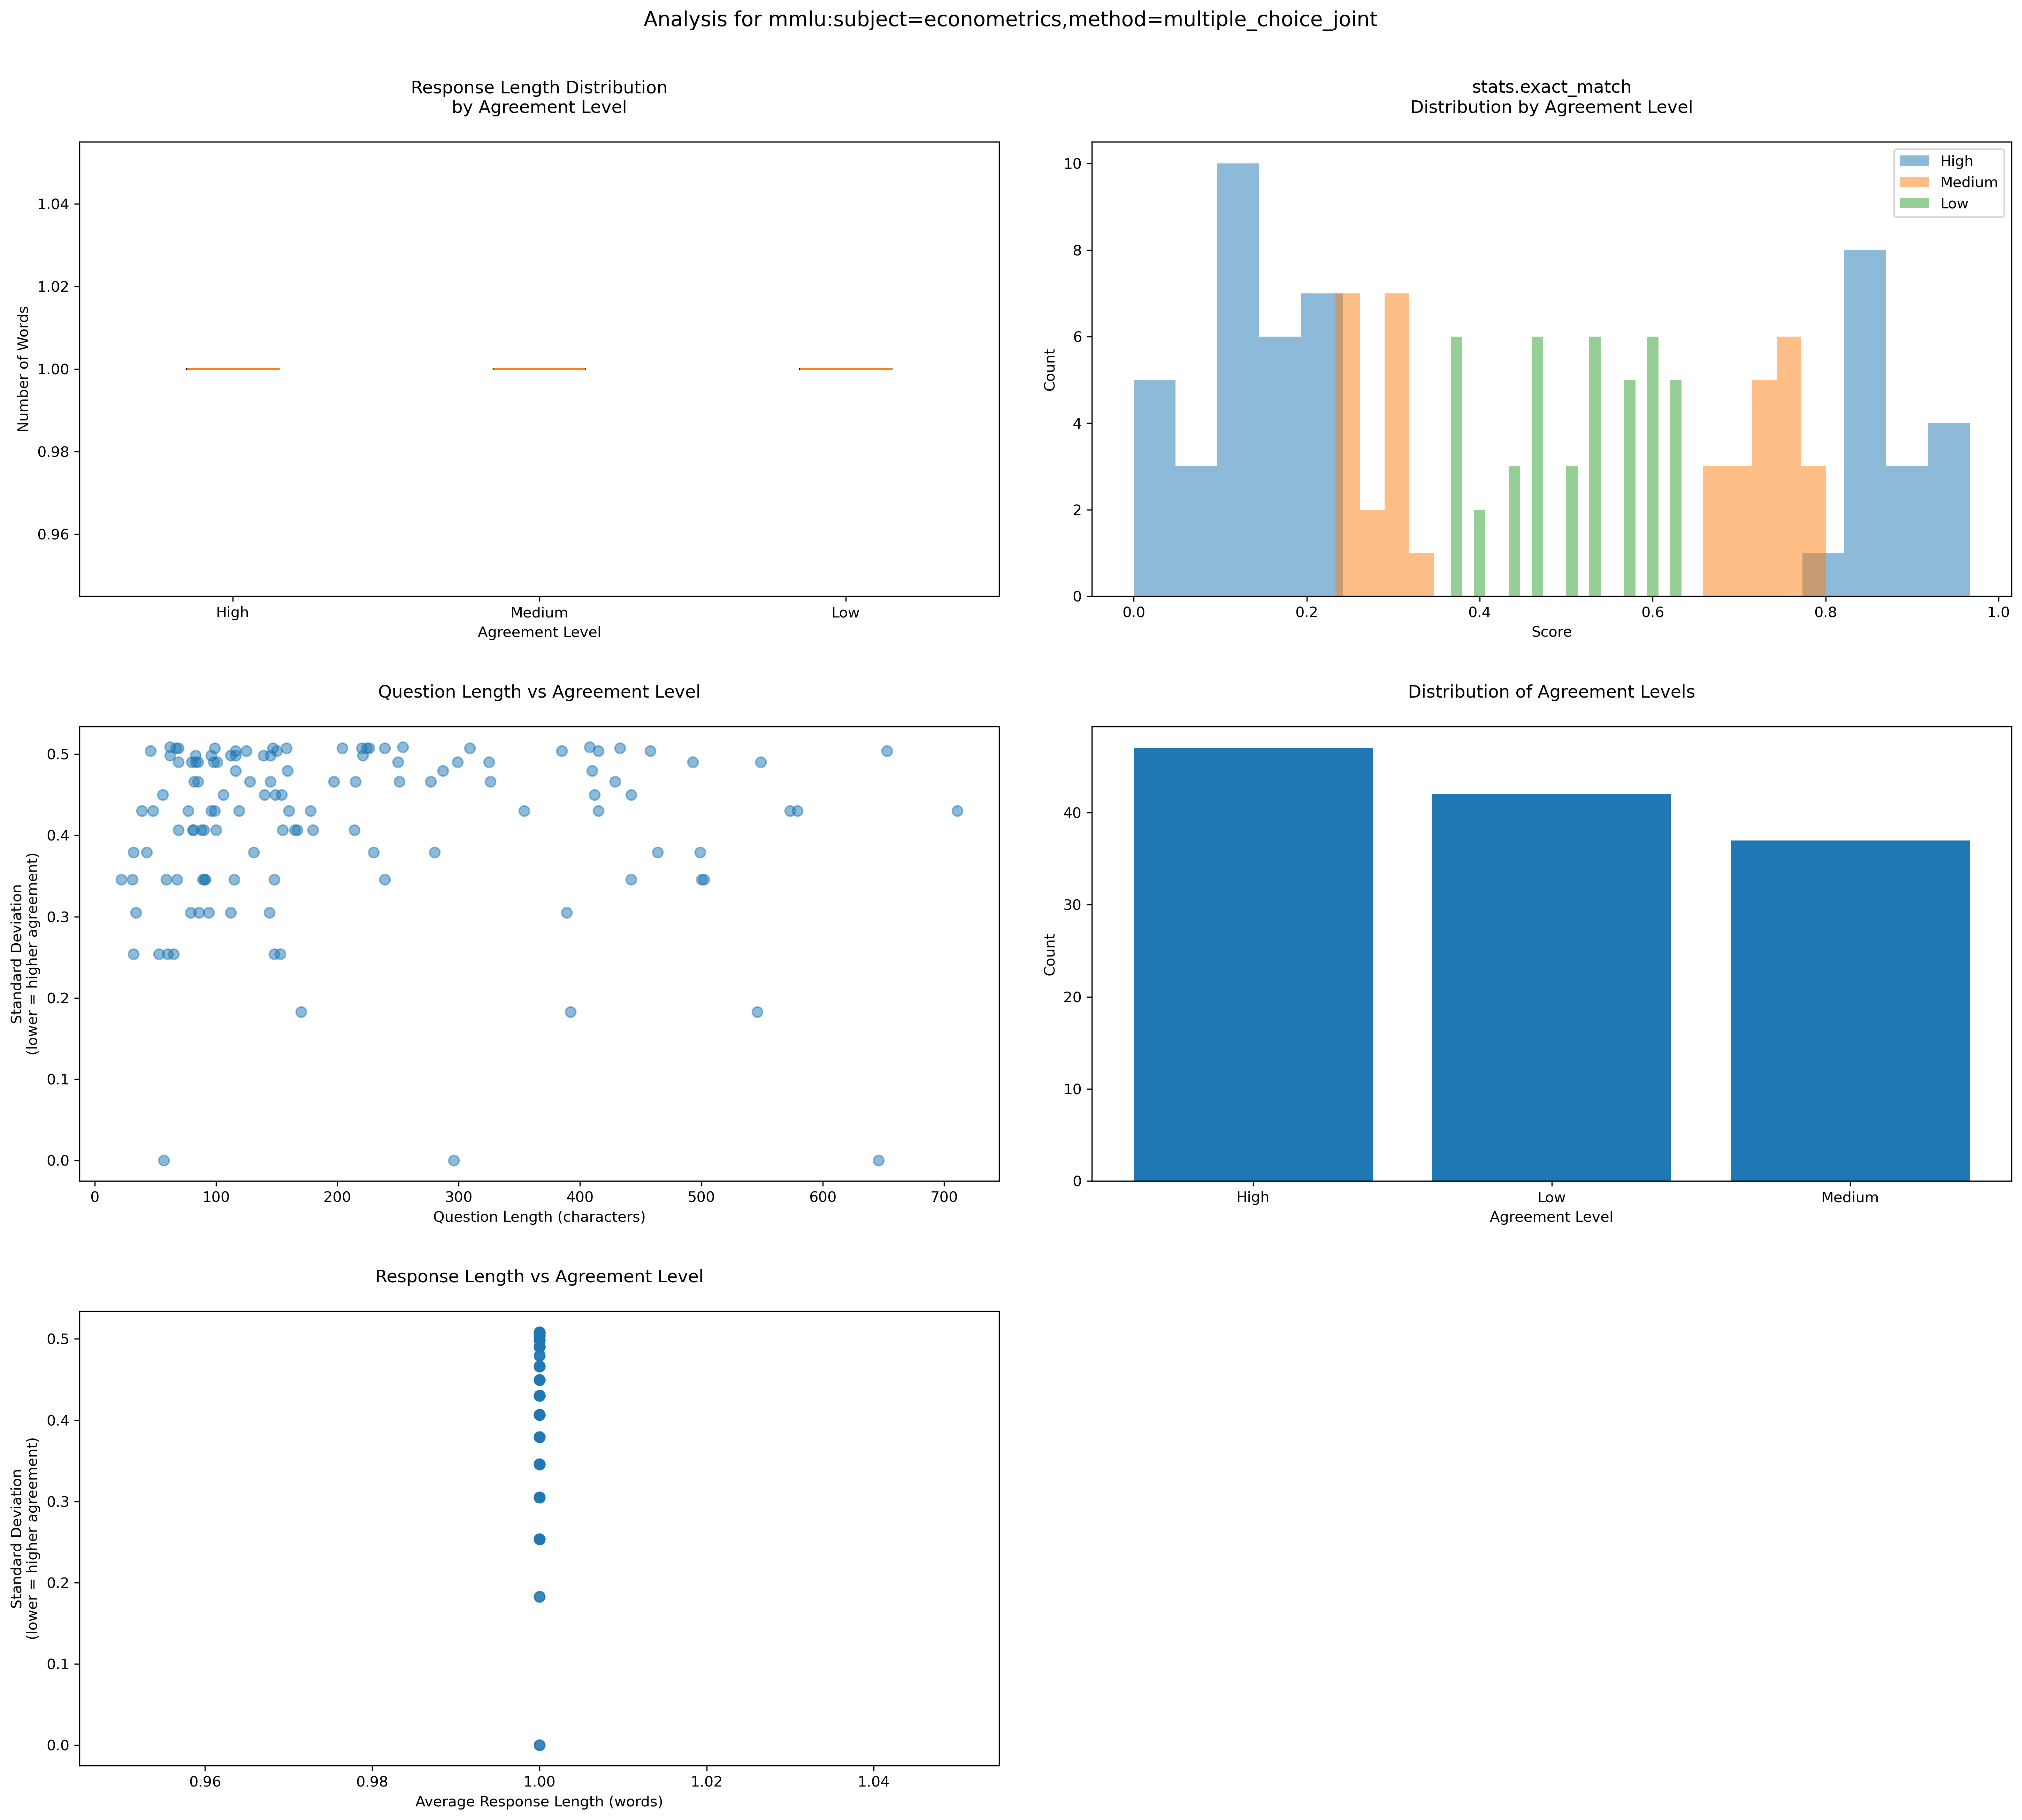 Analysis for mmlu:subject=econometrics,method=multiple_choice_joint
Response Length Distribution
by Agreement Level
1.04
1.02
1.00
0.98
0.96
Number of Words
High
Medium
Low
Agreement Level
stats.exact_match
Distribution by Agreement Level
10
8
6
4
2
0
Count
High
Medium
Low
0.0
0.2
0.4
0.6
0.8
1.0
Score
Question Length vs Agreement Level
0.5
0.4
0.3
0.2
0.1
0.0
Standard Deviation
(lower = higher agreement)
0
100
200
300
400
500
600
700
Question Length (characters)
Distribution of Agreement Levels
40
30
20
10
0
Count
High
Low
Medium
Agreement Level
Response Length vs Agreement Level
0.5
0.4
0.3
0.2
0.1
0.0
Standard Deviation
(lower = higher agreement)
0.96
0.98
1.00
1.02
1.04
Average Response Length (words)